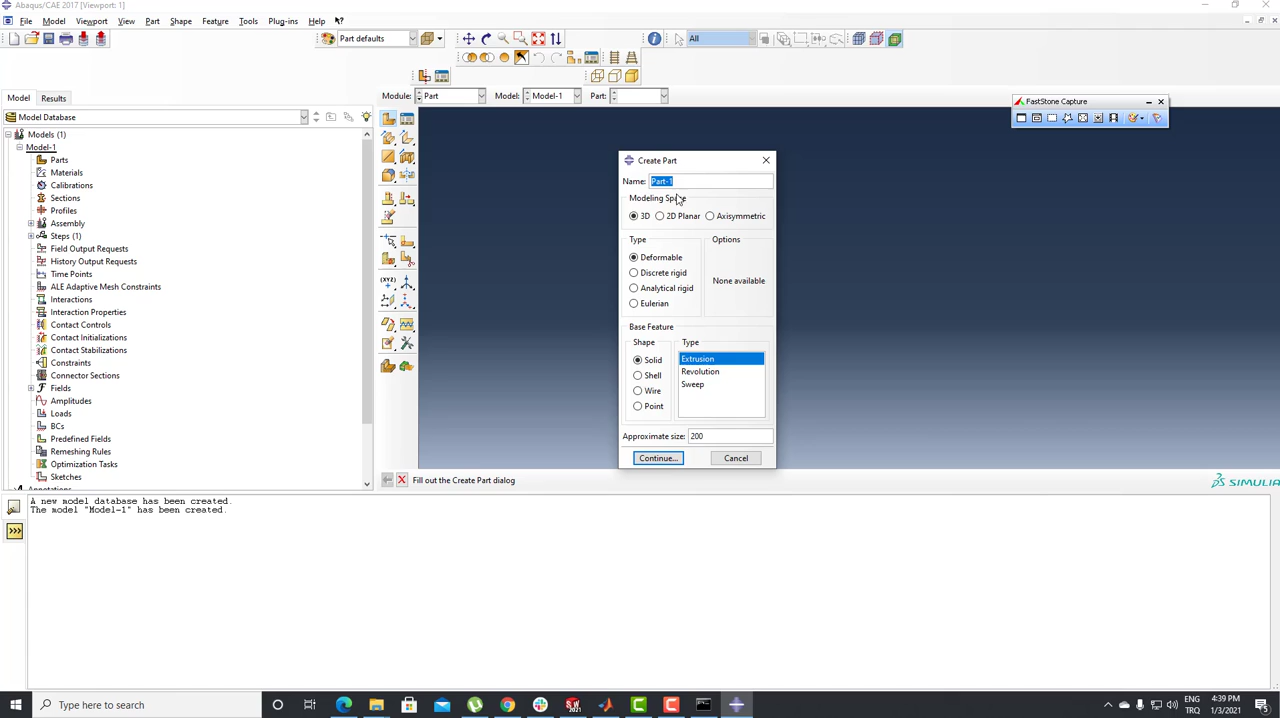 Abaqus/CAE 2017 [Viewport: 1]
File Model Viewport View Part Shape Feature Tools Plug-ins Help
Part defaults
All
Model Results
Module: Part Model: Model-1 Part:
FastStone Capture
Model Database
Models (1)
Model-1
Parts
Materials
Calibrations
Sections
Profiles
Assembly
Steps (1)
Field Output Requests
History Output Requests
Time Points
ALE Adaptive Mesh Constraints
Interactions
Interaction Properties
Contact Controls
Contact Initializations
Contact Stabilizations
Constraints
Connector Sections
Fields
Amplitudes
Loads
BCs
Predefined Fields
Remeshing Rules
Optimization Tasks
Sketches
Annotations
(XYZ)
Create Part
Name: Part-1
Modeling Space
3D 2D Planar Axisymmetric
Type
Deformable
Discrete rigid
Analytical rigid
Eulerian
Options
None available
Base Feature
Shape
Solid
Shell
Wire
Point
Type
Extrusion
Revolution
Sweep
Approximate size: 200
Continue... Cancel
Fill out the Create Part dialog
SIMULIA
A new model database has been created.
The model "Model-1" has been created.
>>>
Type here to search
ENG
TRQ
4:39 PM
1/3/2021